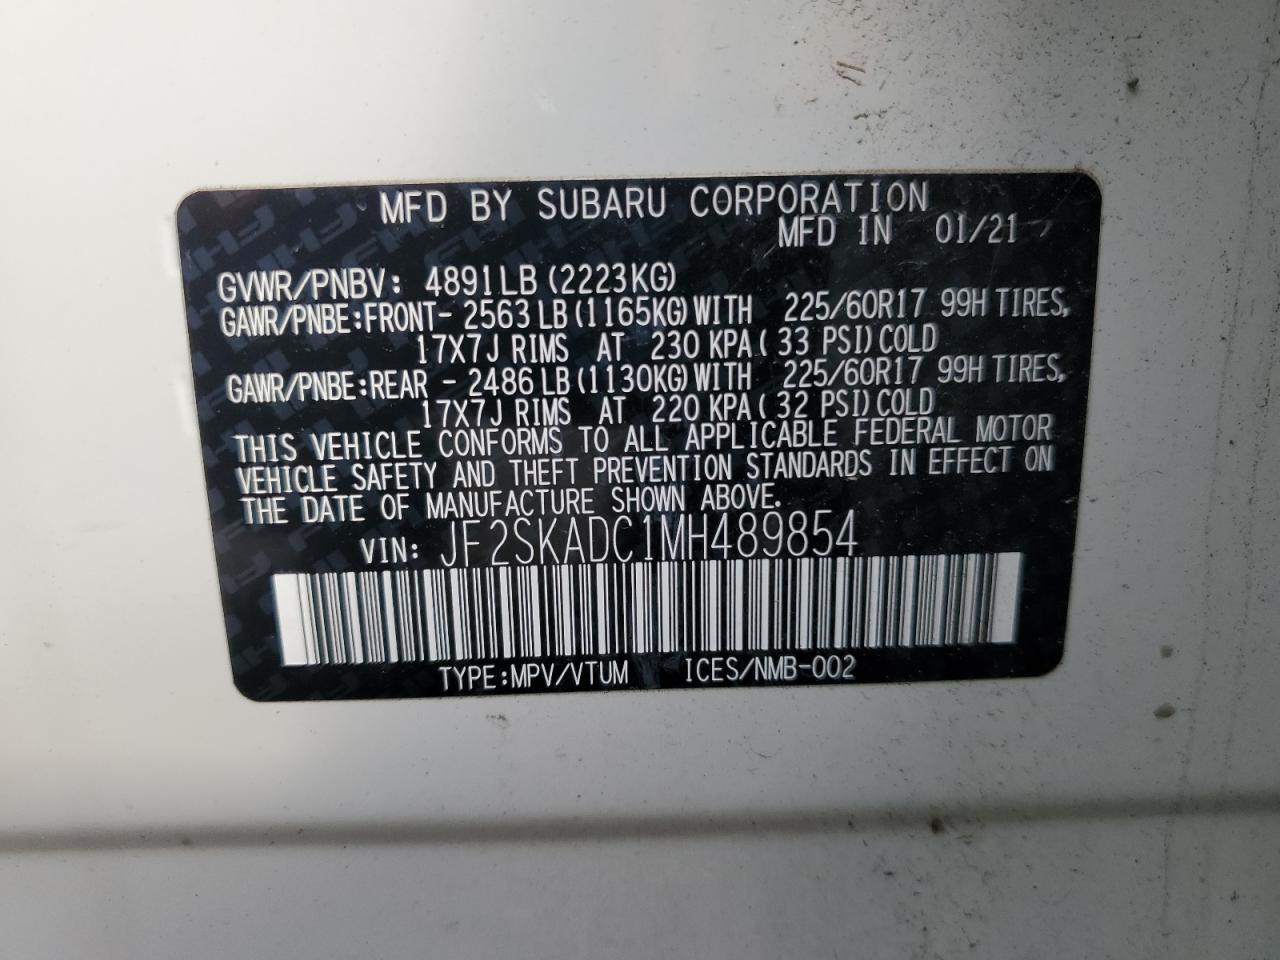 MFD BY SUBARU CORPORATION
MFD IN 01/21
GVWR/PNBV: 4891LB (2223KG)
GAWR/PNBE:FRONT- 2563LB (1165KG) WITH 225/60R17 99H TIRES,
17X7J RIMS AT 230 KPA ( 33 PSI) COLD
GAWR/PNBE:REAR - 2486LB (1130KG) WITH 225/60R17 99H TIRES,
17X7J RIMS AT 220 KPA ( 32 PSI) COLD
THIS VEHICLE CONFORMS TO ALL APPLICABLE FEDERAL MOTOR
VEHICLE SAFETY AND THEFT PREVENTION STANDARDS IN EFFECT ON
THE DATE OF MANUFACTURE SHOWN ABOVE.
VIN: JF2SKADC1MH489854
TYPE:MPV/VTUM ICES/NMB-002